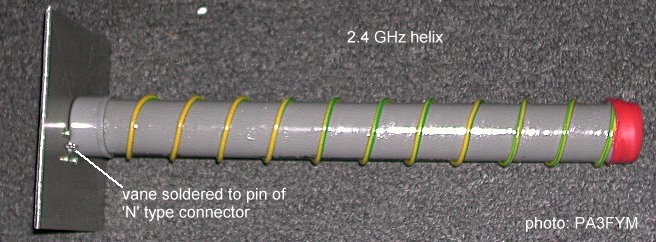 2.4 GHz helix
vane soldered to pin of
'N' type connector
photo: PA3FYM